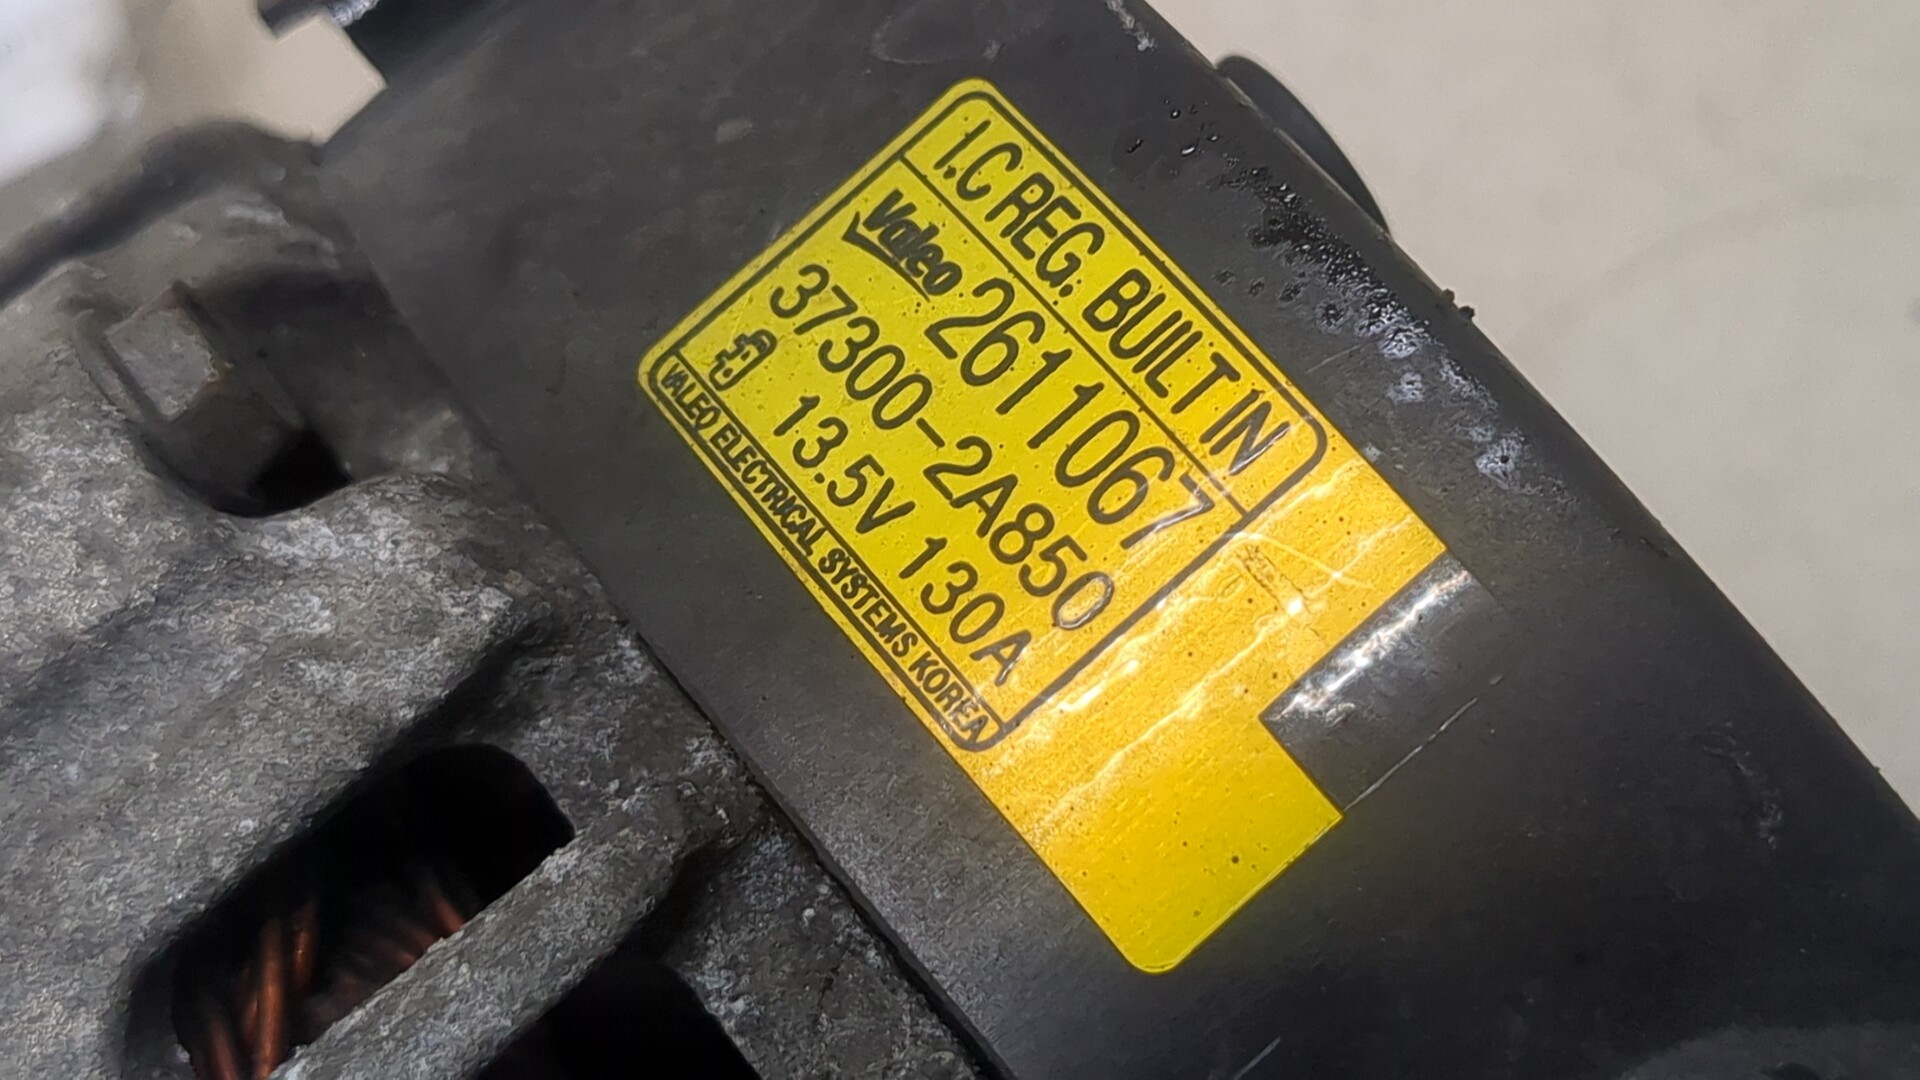 I.C REG. BUILT IN
Valeo 2611067
37300-2A850
13.5V 130A
VALEO ELECTRICAL SYSTEMS KOREA